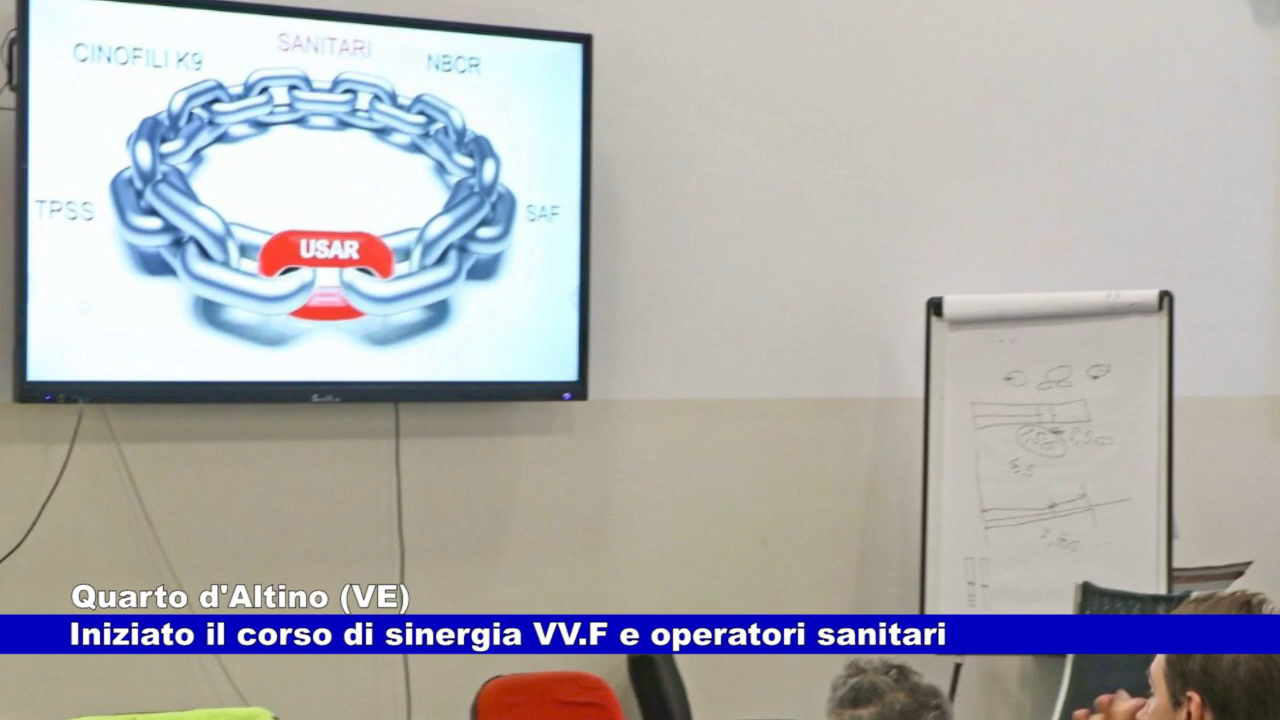 SANITARI
CINOFILI K9
NBCR
TPSS
SAF
USAR
Quarto d'Altino (VE)
Iniziato il corso di sinergia VV.F e operatori sanitari